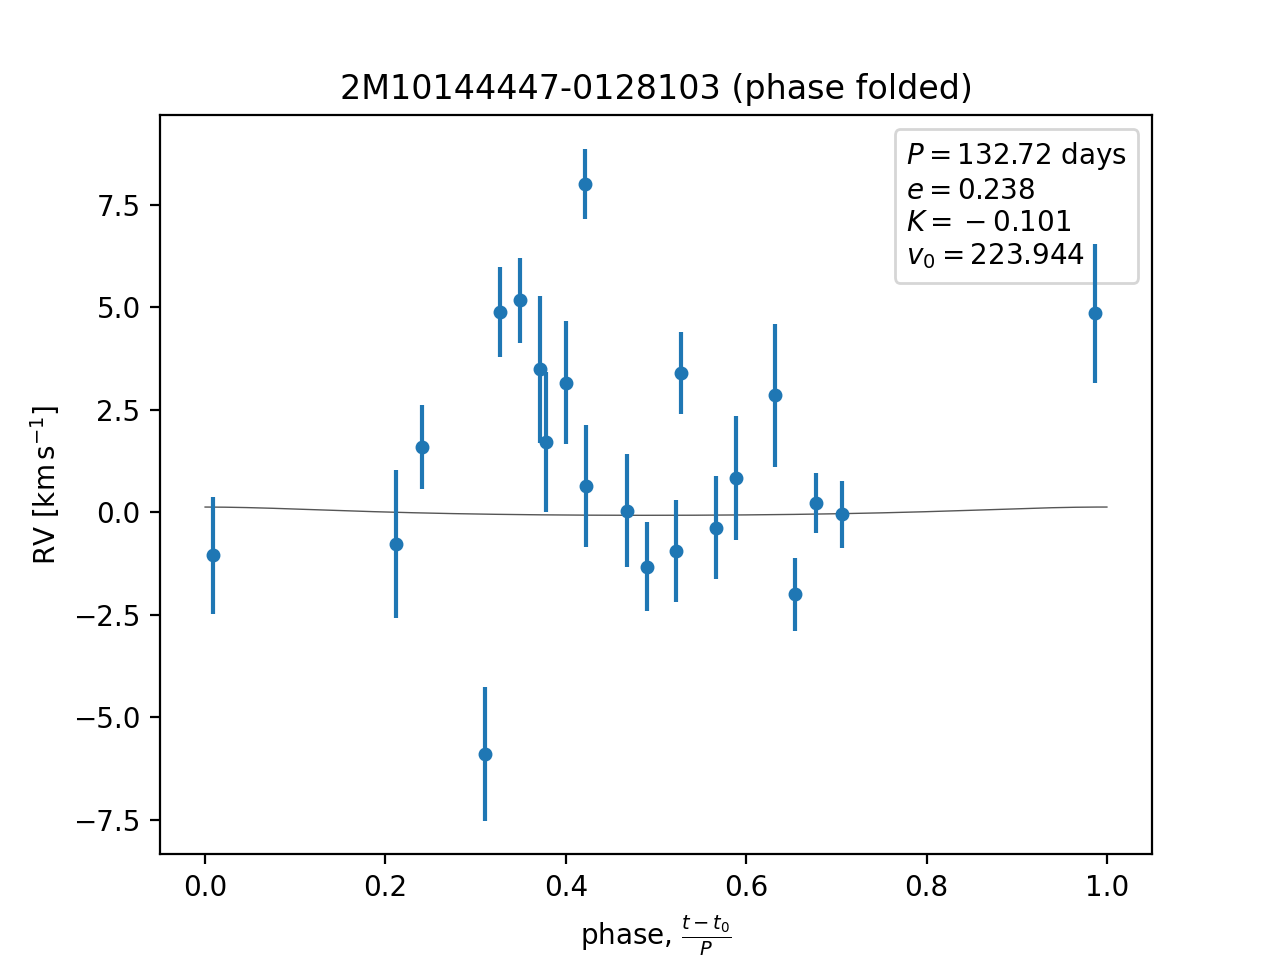 2M10144447-0128103 (phase folded)
P = 132.72 days
e = 0.238
K = −0.101
v₀ = 223.944
RV [km s⁻¹]
7.5
5.0
2.5
0.0
−2.5
−5.0
−7.5
0.0 0.2 0.4 0.6 0.8 1.0
phase, (t − t₀)/P